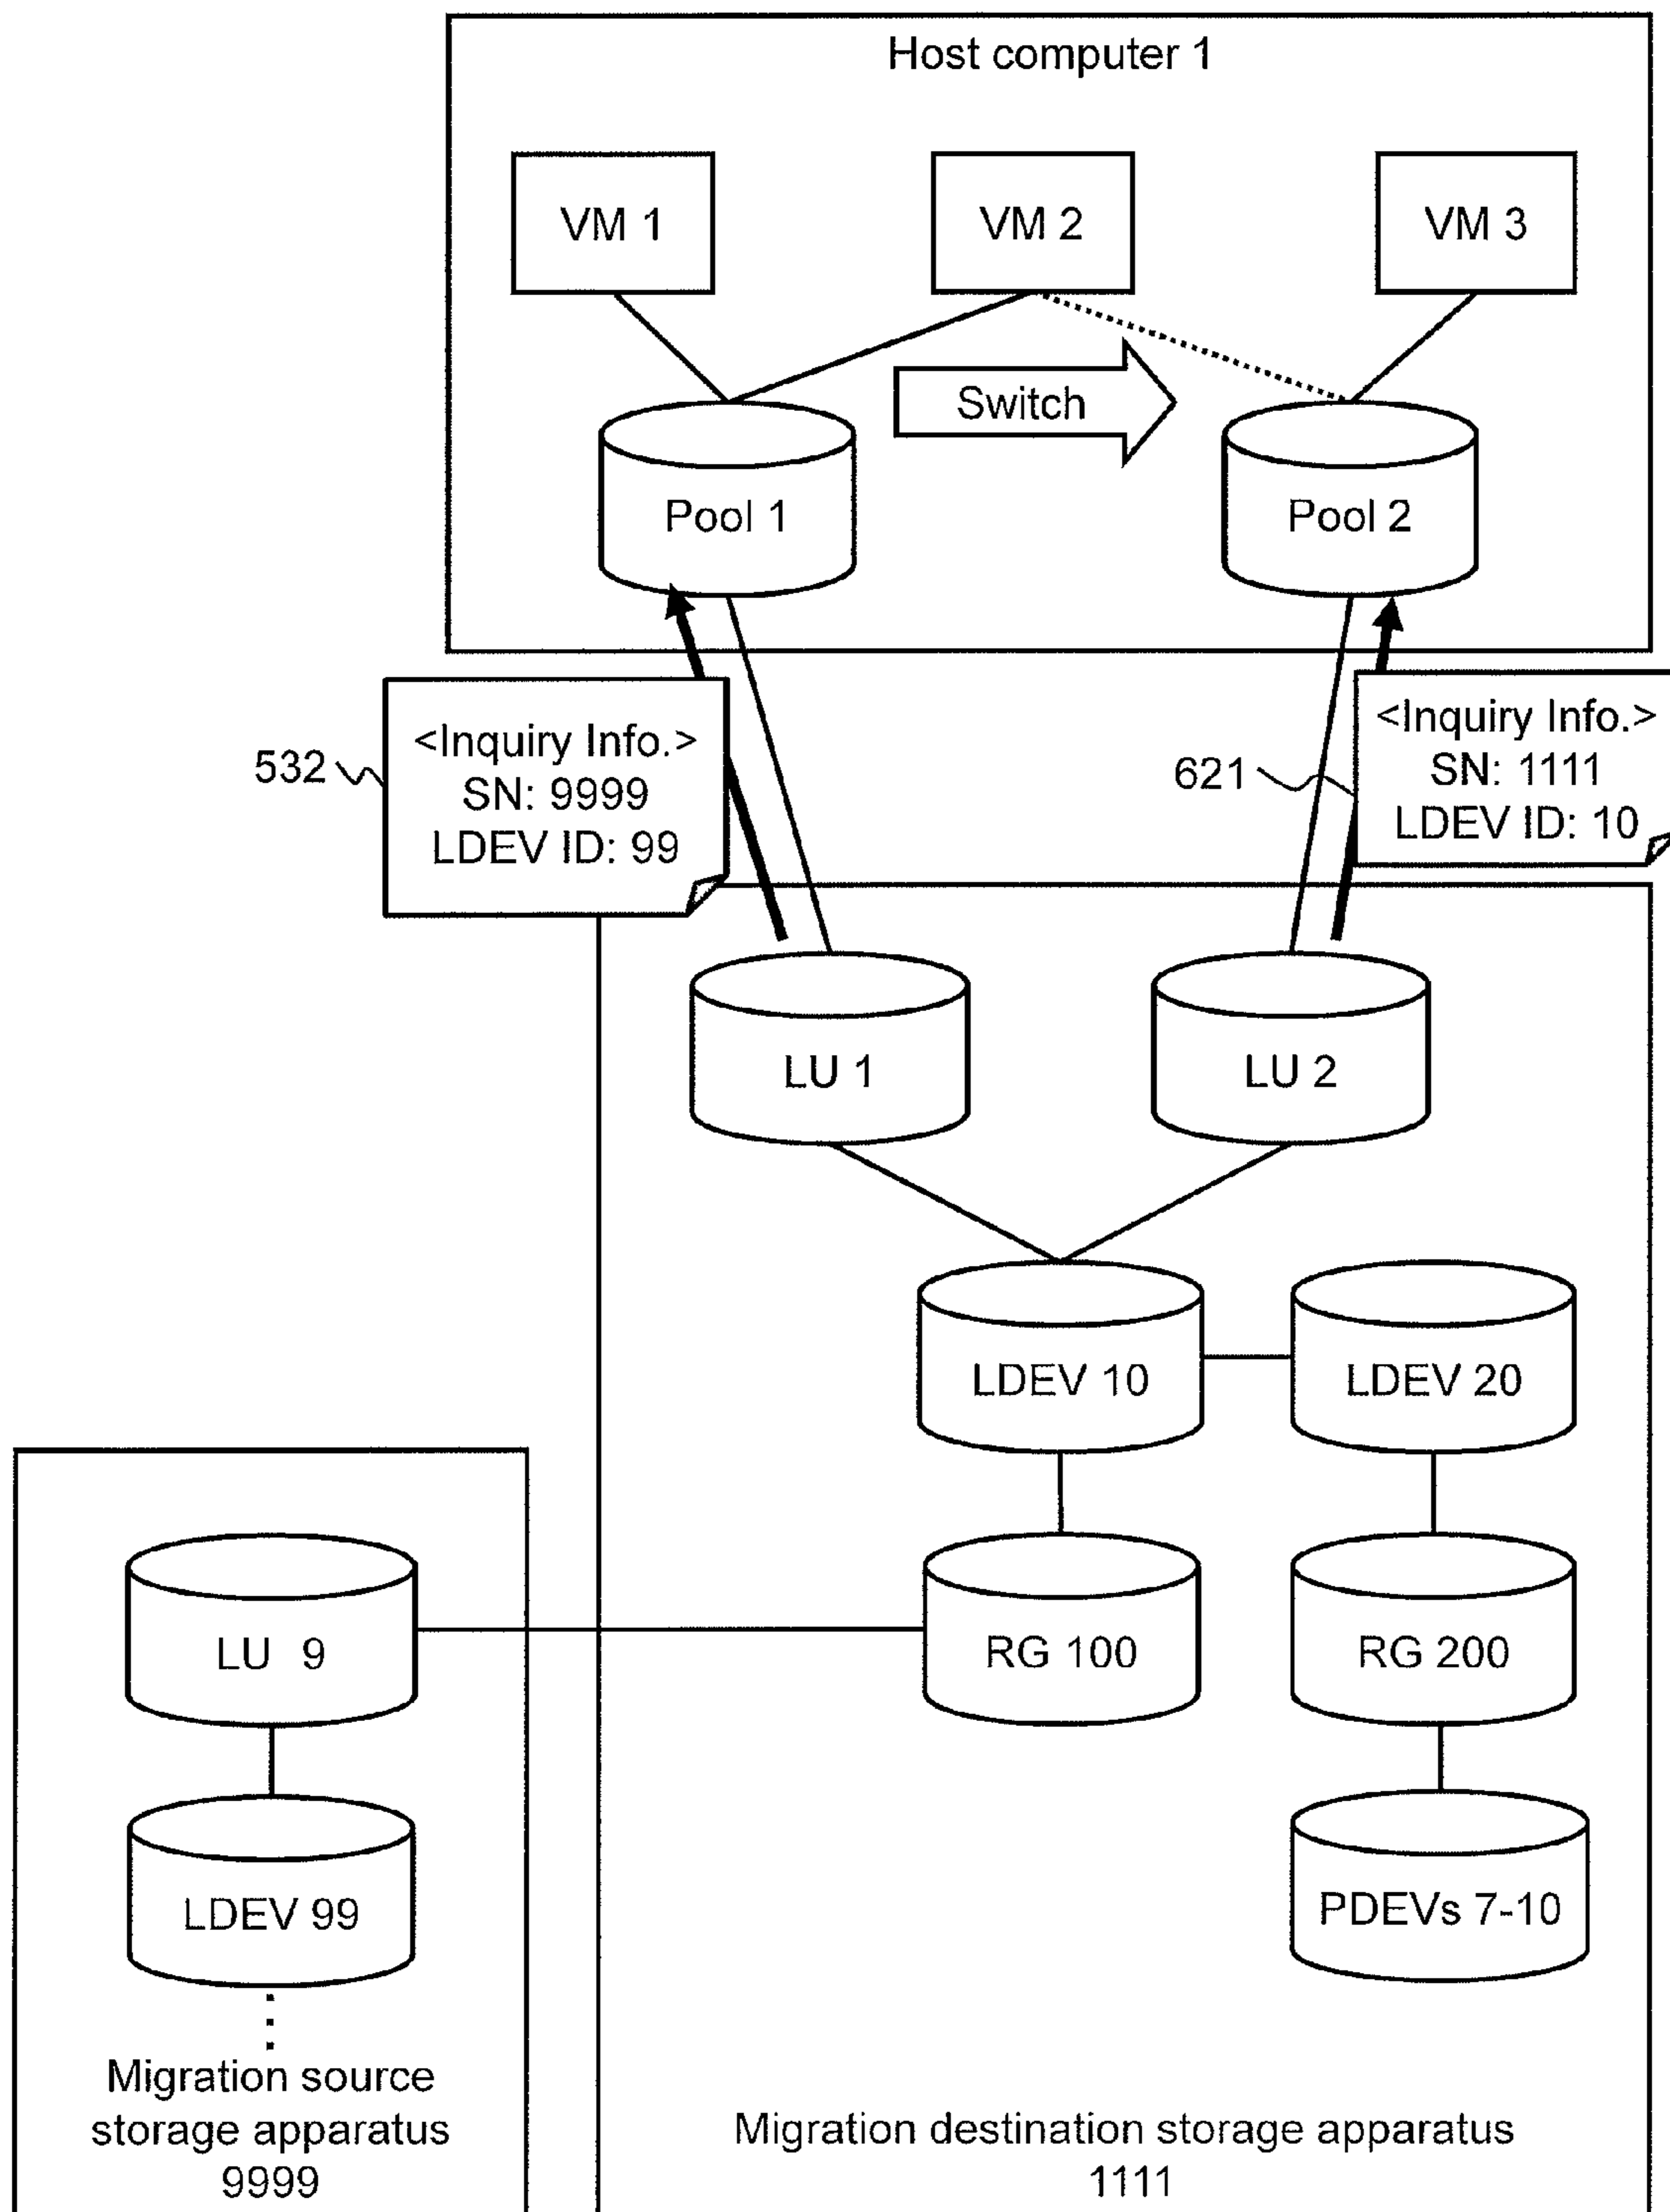 Host computer 1
VM 1
VM 2
VM 3
Switch
Pool 1
Pool 2
532
<Inquiry Info.>
SN: 9999
LDEV ID: 99
621
<Inquiry Info.>
SN: 1111
LDEV ID: 10
LU 1
LU 2
LDEV 10
LDEV 20
LU 9
RG 100
RG 200
LDEV 99
PDEVs 7-10
Migration source
storage apparatus
9999
Migration destination storage apparatus
1111